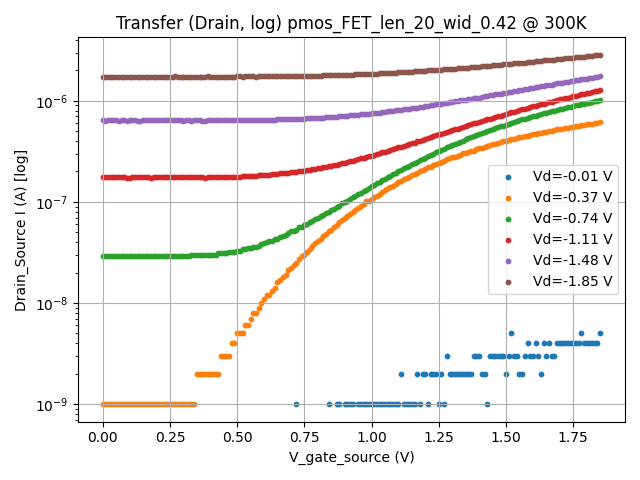 Transfer (Drain, log) pmos_FET_len_20_wid_0.42 @ 300K
Drain_Source I (A) [log]
10⁻⁶
10⁻⁷
10⁻⁸
10⁻⁹
Vd=-0.01 V
Vd=-0.37 V
Vd=-0.74 V
Vd=-1.11 V
Vd=-1.48 V
Vd=-1.85 V
0.00 0.25 0.50 0.75 1.00 1.25 1.50 1.75
V_gate_source (V)